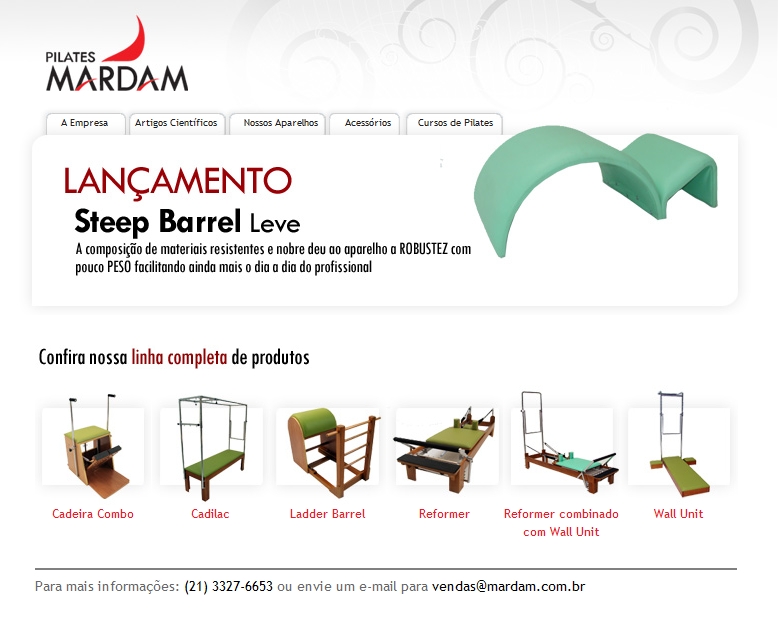 PILATES
MARDAM
A Empresa
Artigos Científicos
Nossos Aparelhos
Acessórios
Cursos de Pilates
LANÇAMENTO
Steep Barrel Leve
A composição de materiais resistentes e nobre deu ao aparelho a ROBUSTEZ com
pouco PESO facilitando ainda mais o dia a dia do profissional
Confira nossa linha completa de produtos
Cadeira Combo
Cadilac
Ladder Barrel
Reformer
Reformer combinado
com Wall Unit
Wall Unit
Para mais informações: (21) 3327-6653 ou envie um e-mail para vendas@mardam.com.br